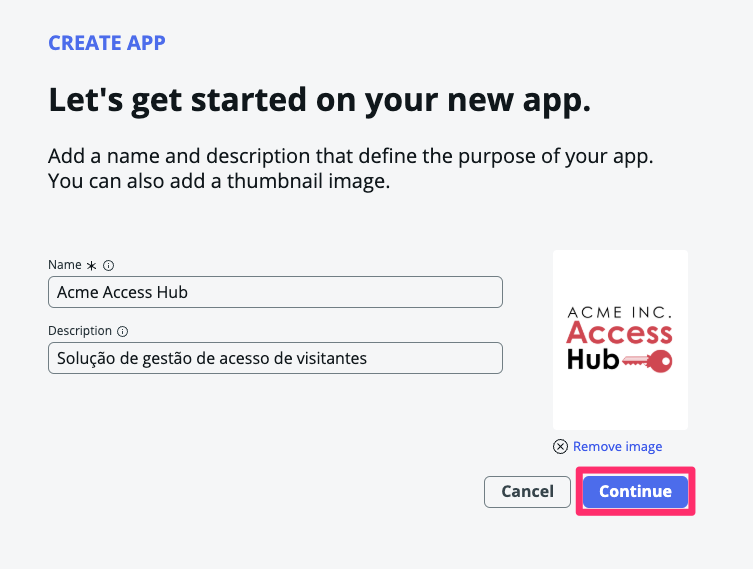 CREATE APP
Let's get started on your new app.
Add a name and description that define the purpose of your app.
You can also add a thumbnail image.
Name *
Acme Access Hub
Description
Solução de gestão de acesso de visitantes
ACME INC.
Access
Hub
Remove image
Cancel
Continue